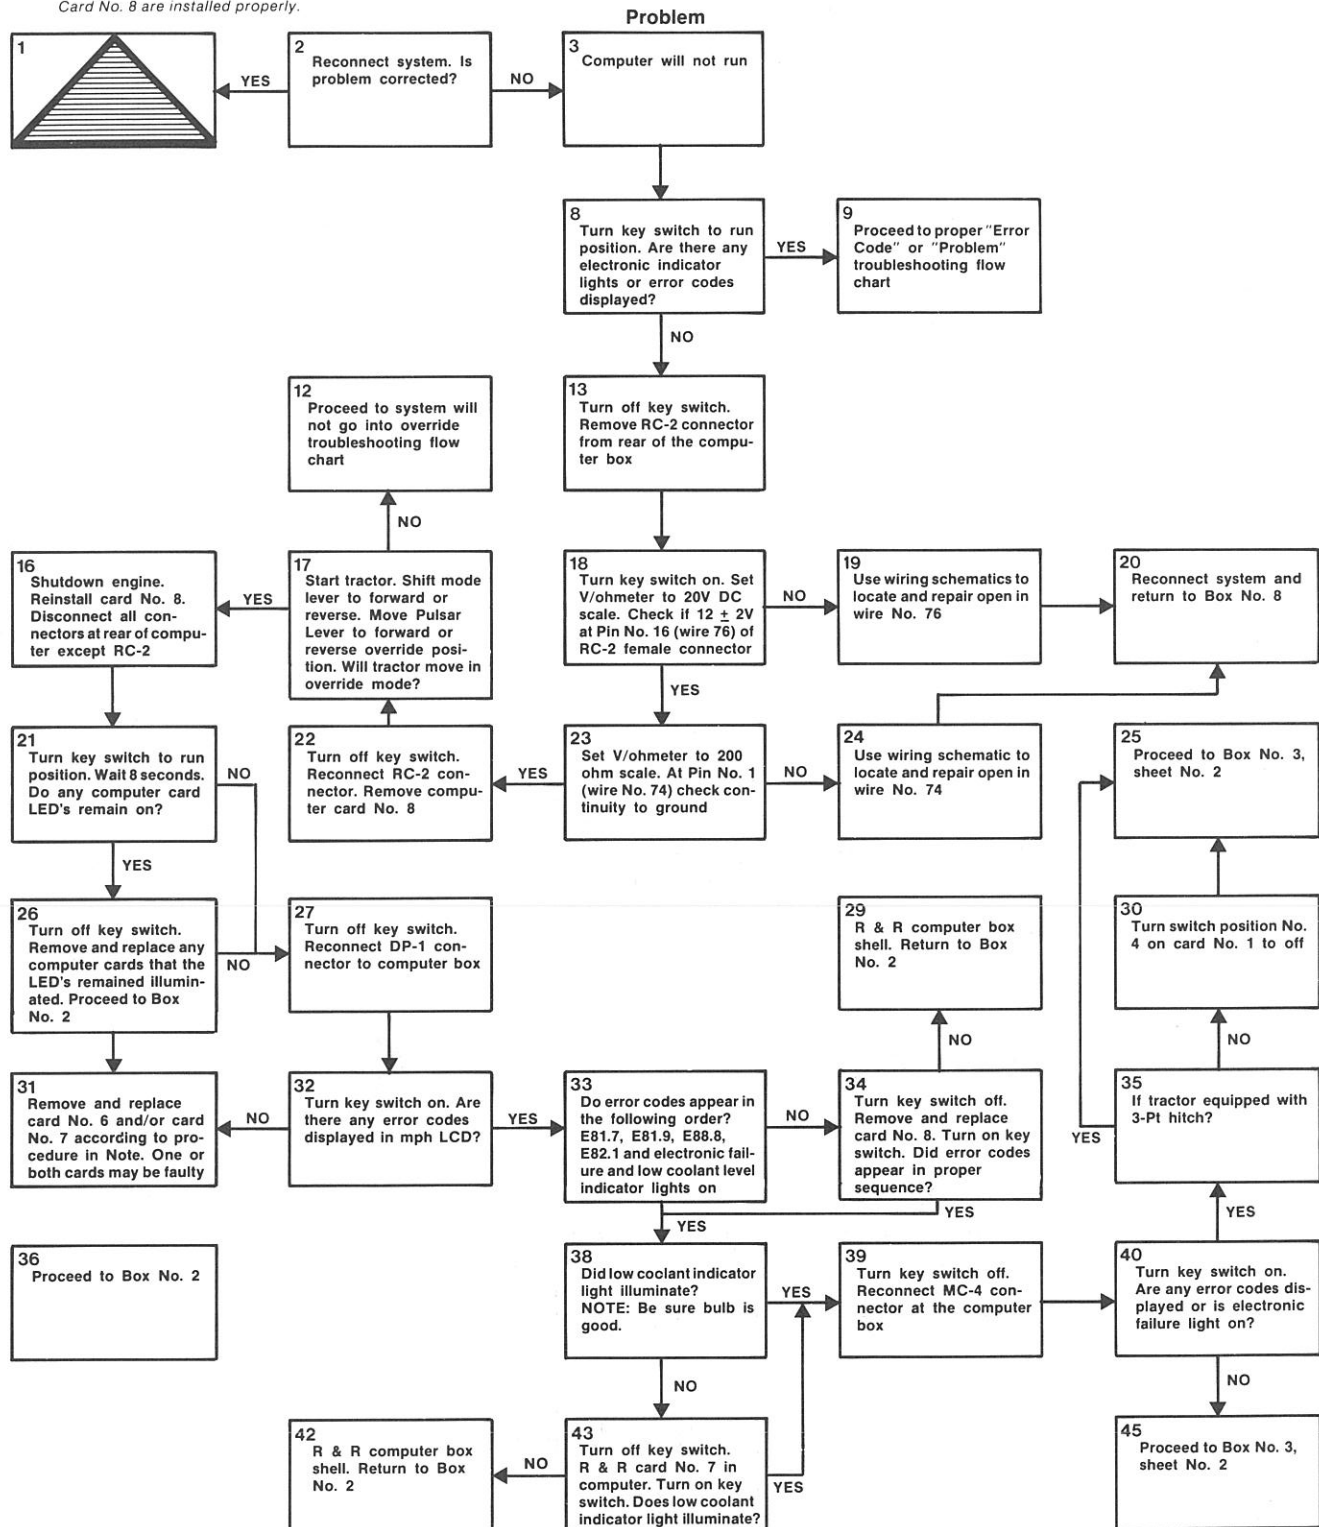 Card No. 8 are installed properly.
Problem
1
2
Reconnect system. Is
problem corrected?
YES
NO
3
Computer will not run
8
Turn key switch to run
position. Are there any
electronic indicator
lights or error codes
displayed?
YES
NO
9
Proceed to proper "Error
Code" or "Problem"
troubleshooting flow
chart
12
Proceed to system will
not go into override
troubleshooting flow
chart
NO
13
Turn off key switch.
Remove RC-2 connector
from rear of the compu-
ter box
16
Shutdown engine.
Reinstall card No. 8.
Disconnect all con-
nectors at rear of compu-
ter except RC-2
YES
17
Start tractor. Shift mode
lever to forward or
reverse. Move Pulsar
Lever to forward or
reverse override posi-
tion. Will tractor move in
override mode?
18
Turn key switch on. Set
V/ohmeter to 20V DC
scale. Check if 12 ± 2V
at Pin No. 16 (wire 76) of
RC-2 female connector
NO
YES
19
Use wiring schematics to
locate and repair open in
wire No. 76
20
Reconnect system and
return to Box No. 8
21
Turn key switch to run
position. Wait 8 seconds.
Do any computer card
LED's remain on?
NO
YES
22
Turn off key switch.
Reconnect RC-2 con-
nector. Remove compu-
ter card No. 8
YES
23
Set V/ohmeter to 200
ohm scale. At Pin No. 1
(wire No. 74) check con-
tinuity to ground
NO
24
Use wiring schematic to
locate and repair open in
wire No. 74
25
Proceed to Box No. 3,
sheet No. 2
26
Turn off key switch.
Remove and replace any
computer cards that the
LED's remained illumin-
ated. Proceed to Box
No. 2
NO
27
Turn off key switch.
Reconnect DP-1 con-
nector to computer box
29
R & R computer box
shell. Return to Box
No. 2
NO
30
Turn switch position No.
4 on card No. 1 to off
NO
31
Remove and replace
card No. 6 and/or card
No. 7 according to pro-
cedure in Note. One or
both cards may be faulty
NO
32
Turn key switch on. Are
there any error codes
displayed in mph LCD?
YES
33
Do error codes appear in
the following order?
E81.7, E81.9, E88.8,
E82.1 and electronic fail-
ure and low coolant level
indicator lights on
NO
YES
34
Turn key switch off.
Remove and replace
card No. 8. Turn on key
switch. Did error codes
appear in proper
sequence?
YES
35
If tractor equipped with
3-Pt hitch?
YES
YES
36
Proceed to Box No. 2
38
Did low coolant indicator
light illuminate?
NOTE: Be sure bulb is
good.
YES
NO
39
Turn key switch off.
Reconnect MC-4 con-
nector at the computer
box
40
Turn key switch on.
Are any error codes dis-
played or is electronic
failure light on?
NO
42
R & R computer box
shell. Return to Box
No. 2
NO
43
Turn off key switch.
R & R card No. 7 in
computer. Turn on key
switch. Does low coolant
indicator light illuminate?
YES
45
Proceed to Box No. 3,
sheet No. 2